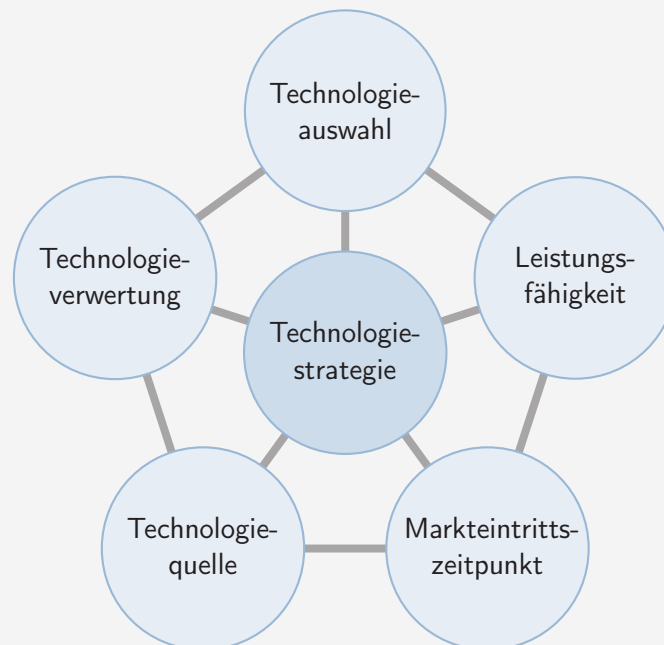 Technologie-
auswahl
Technologie-
verwertung
Leistungs-
fähigkeit
Technologie-
strategie
Technologie-
quelle
Markteintritts-
zeitpunkt